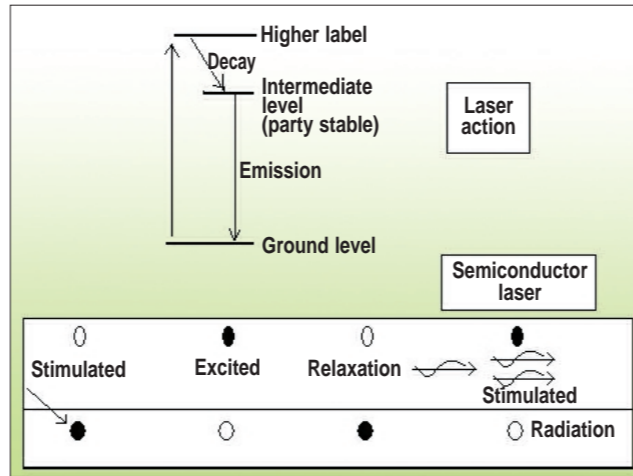 Higher label
Decay
Intermediate
level
(party stable)
Laser
action
Emission
Ground level
Semiconductor
laser
Stimulated
Excited
Relaxation
Stimulated
Radiation